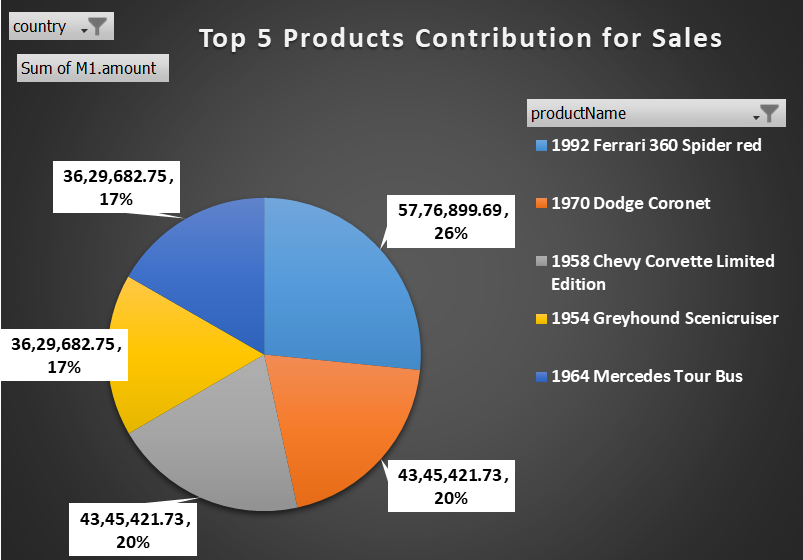 country
Top 5 Products Contribution for Sales
Sum of M1.amount
productName
1992 Ferrari 360 Spider red
1970 Dodge Coronet
1958 Chevy Corvette Limited
Edition
1954 Greyhound Scenicruiser
1964 Mercedes Tour Bus
36,29,682.75,
17%
57,76,899.69,
26%
36,29,682.75,
17%
43,45,421.73,
20%
43,45,421.73,
20%